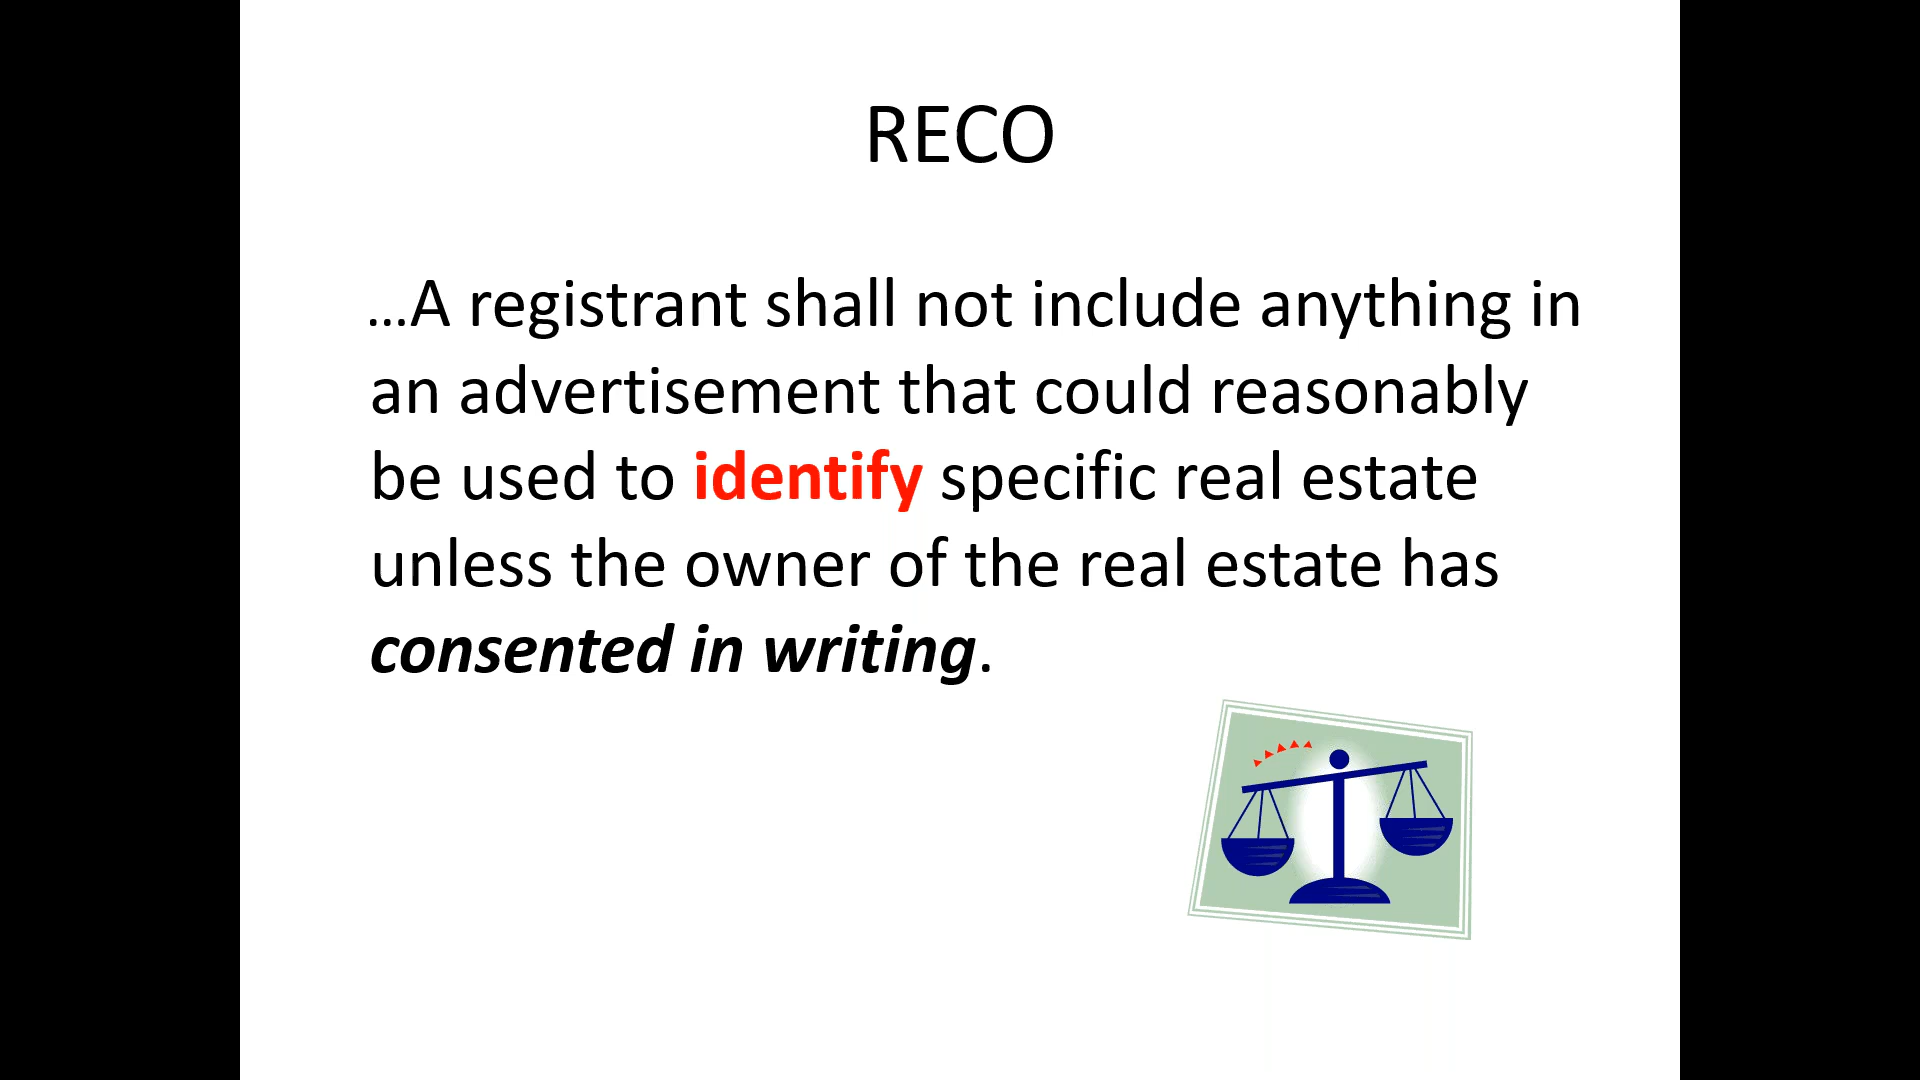 RECO
...A registrant shall not include anything in
an advertisement that could reasonably
be used to identify specific real estate
unless the owner of the real estate has
consented in writing.